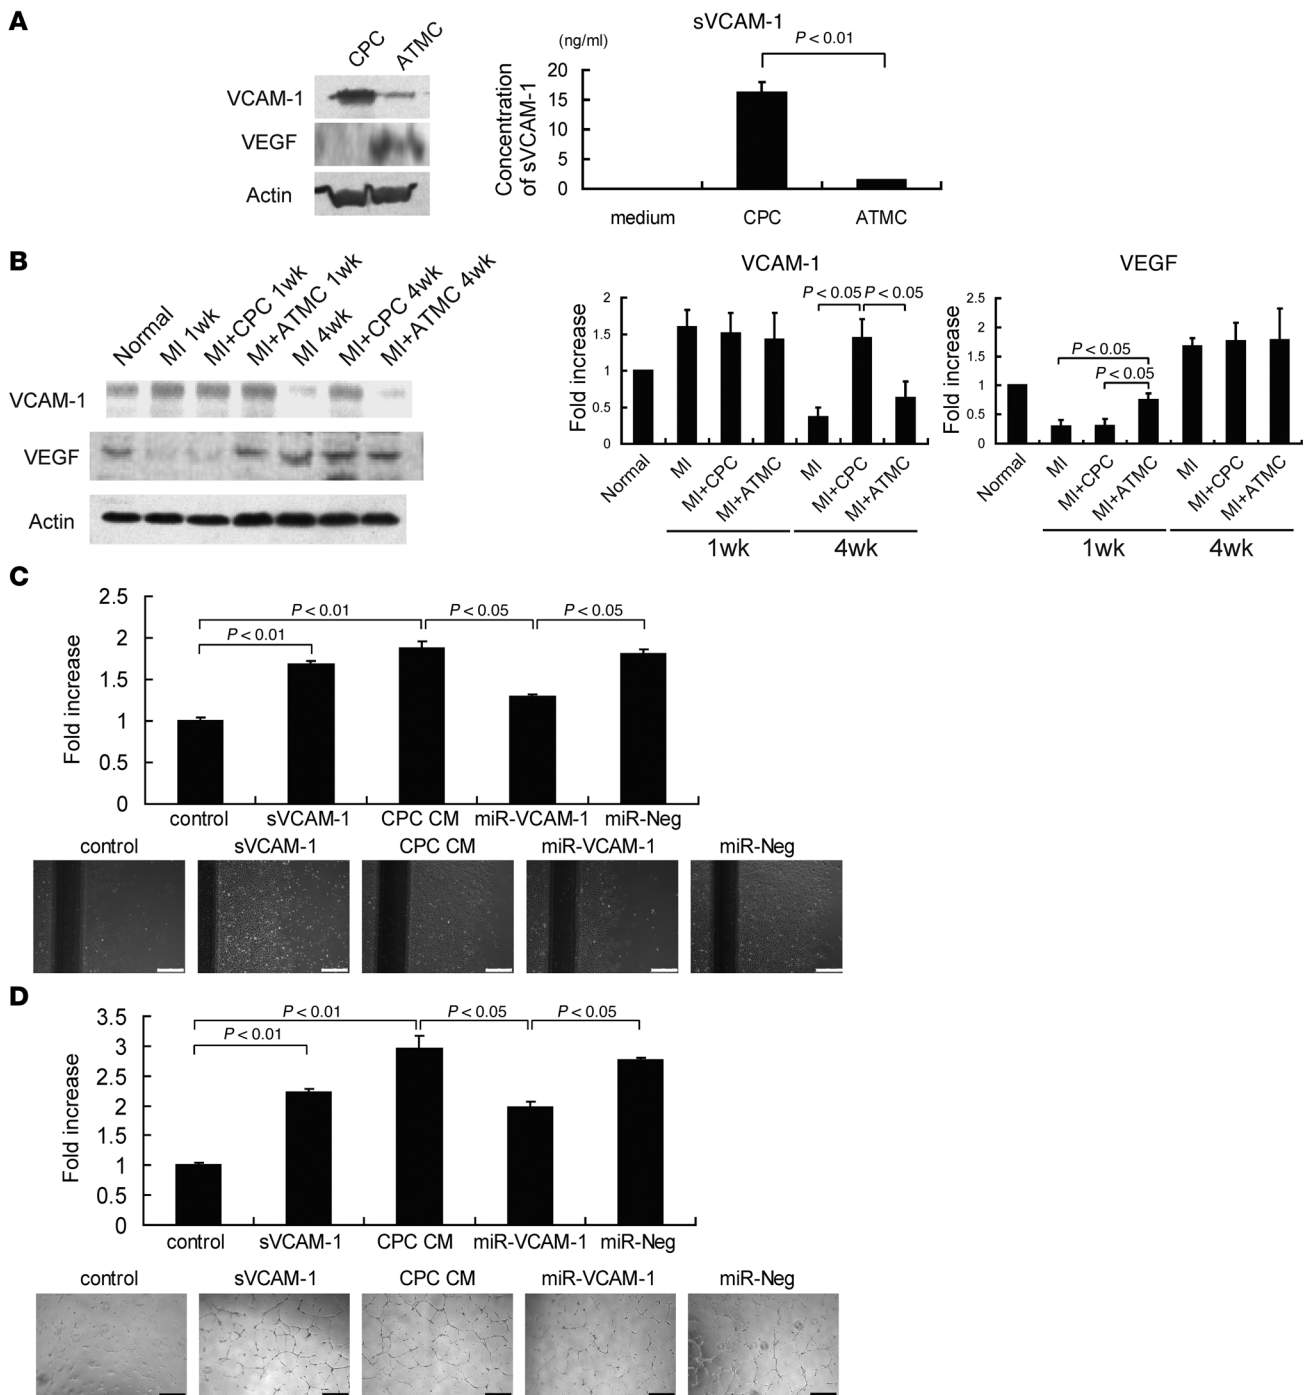 A
CPC ATMC
VCAM-1
VEGF
Actin
sVCAM-1
(ng/ml)
P < 0.01
Concentration
of sVCAM-1
20
15
10
5
0
medium CPC ATMC
B
Normal
MI 1wk
MI+CPC 1wk
MI+ATMC 1wk
MI 4wk
MI+CPC 4wk
MI+ATMC 4wk
VCAM-1
VEGF
Actin
VCAM-1
P < 0.05 P < 0.05
Fold increase
2
1.5
1
0.5
0
Normal
MI
MI+CPC
MI+ATMC
MI
MI+CPC
MI+ATMC
1wk 4wk
VEGF
P < 0.05
P < 0.05
Fold increase
2.5
2
1.5
1
0.5
0
Normal
MI
MI+CPC
MI+ATMC
MI
MI+CPC
MI+ATMC
1wk 4wk
C
Fold increase
2.5
2
1.5
1
0.5
0
P < 0.01 P < 0.05 P < 0.05
P < 0.01
control sVCAM-1 CPC CM miR-VCAM-1 miR-Neg
control sVCAM-1 CPC CM miR-VCAM-1 miR-Neg
D
Fold increase
3.5
3
2.5
2
1.5
1
0.5
0
P < 0.01 P < 0.05 P < 0.05
P < 0.01
control sVCAM-1 CPC CM miR-VCAM-1 miR-Neg
control sVCAM-1 CPC CM miR-VCAM-1 miR-Neg